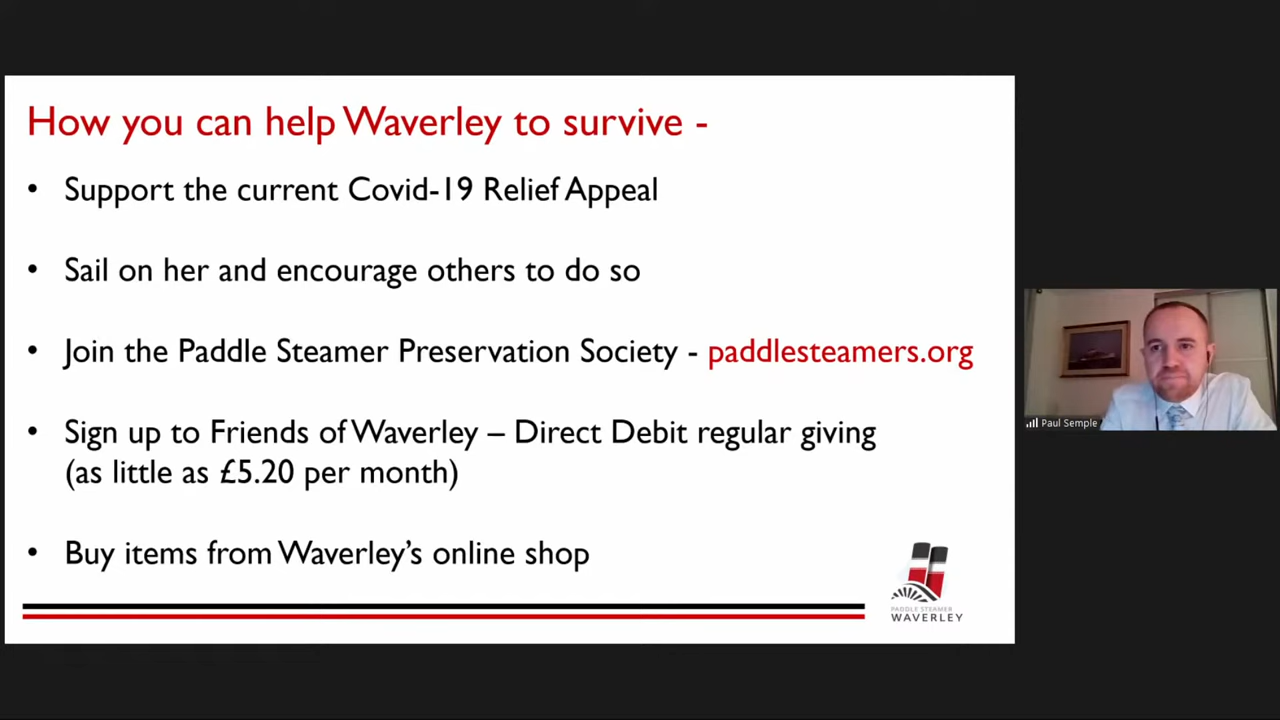 How you can help Waverley to survive -
• Support the current Covid-19 Relief Appeal
• Sail on her and encourage others to do so
• Join the Paddle Steamer Preservation Society - paddlesteamers.org
• Sign up to Friends of Waverley – Direct Debit regular giving
(as little as £5.20 per month)
• Buy items from Waverley’s online shop
PADDLE STEAMER
WAVERLEY
Paul Semple